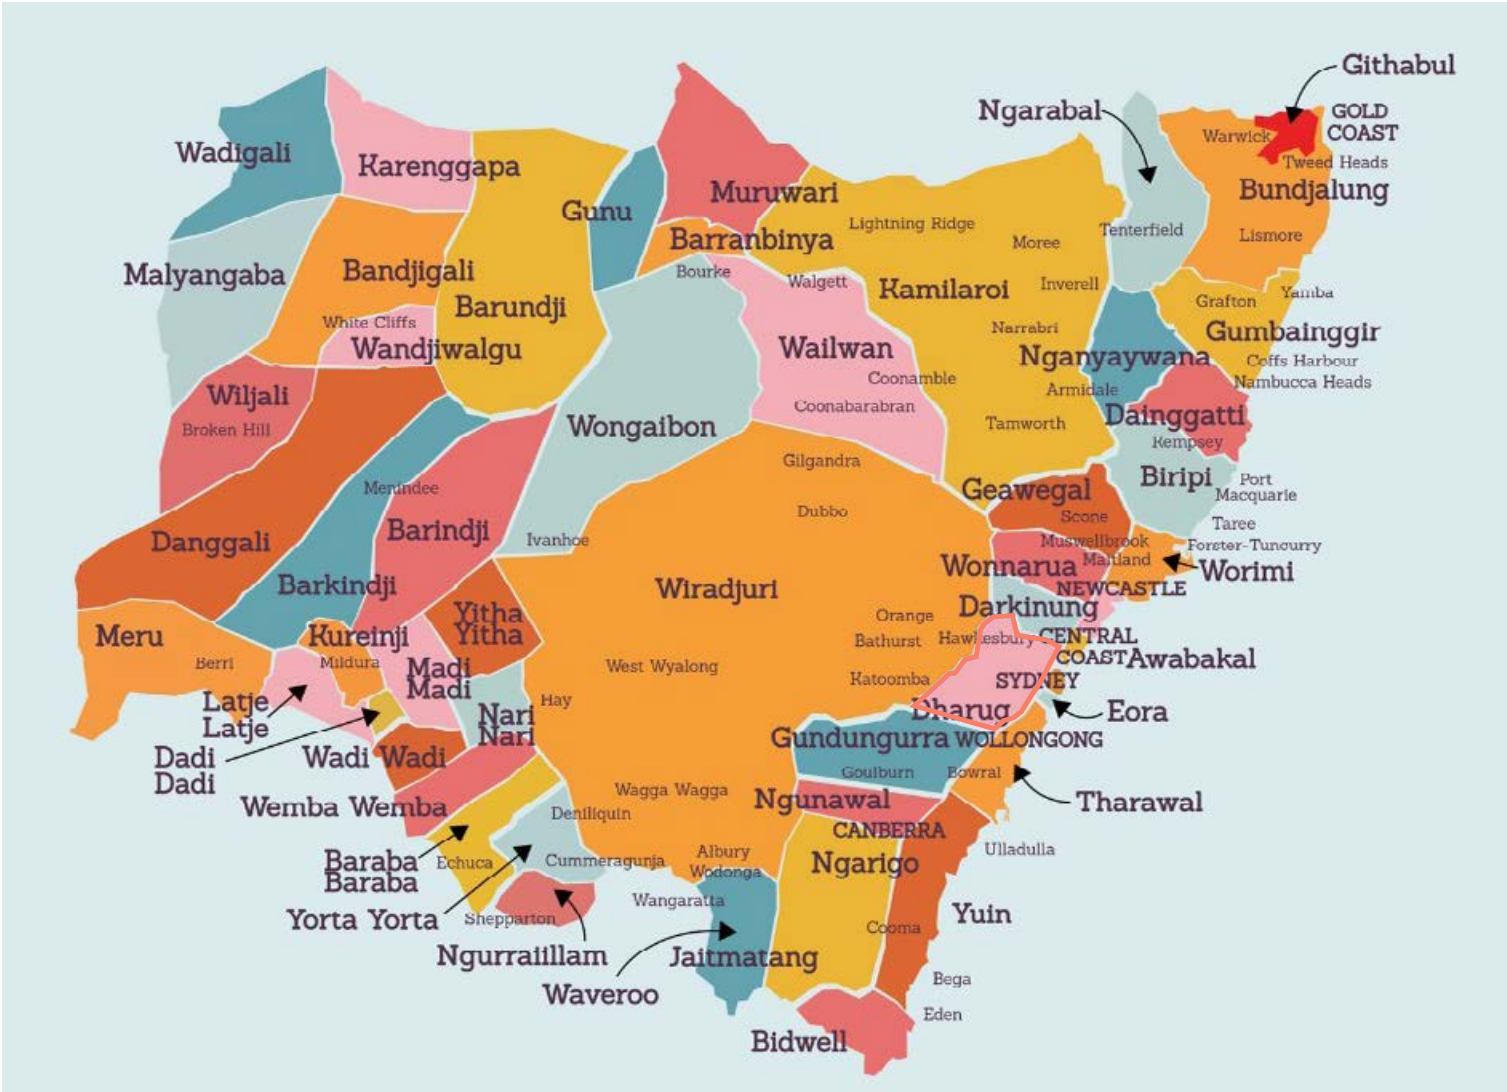 Githabul
Ngarabal
GOLD
COAST
Warwick
Tweed Heads
Wadigali
Karenggapa
Gunu
Muruwari
Bundjalung
Barranbinya
Lightning Ridge
Moree
Tenterfield
Lismore
Malyangaba
Bandjigali
Barundji
Bourke
Walgett
Kamilaroi
Inverell
Grafton
Yamba
White Cliffs
Wandjiwalgu
Wailwan
Narrabri
Gumbainggir
Nganyaywana
Coffs Harbour
Coonamble
Armidale
Nambucca Heads
Wiljali
Coonabarabran
Broken Hill
Wongaibon
Tamworth
Dainggatti
Kempsey
Gilgandra
Biripi
Port
Macquarie
Menindee
Geawegal
Dubbo
Scone
Taree
Danggali
Barindji
Ivanhoe
Muswellbrook
Forster-Tuncurry
Maitland
Wonnarua
Worimi
Barkindji
Wiradjuri
NEWCASTLE
Darkinung
Yitha
Yitha
Orange
Meru
Kureinji
Bathurst
Hawkesbury
CENTRAL
COAST
Awabakal
Berri
Mildura
Madi
Madi
West Wyalong
Katoomba
SYDNEY
Latje
Latje
Hay
Dharug
Eora
Nari
Nari
Gundungurra
WOLLONGONG
Dadi
Dadi
Wadi Wadi
Goulburn
Bowral
Wemba Wemba
Wagga Wagga
Ngunawal
Tharawal
Deniliquin
CANBERRA
Baraba
Baraba
Echuca
Cummeragunja
Albury
Wodonga
Ngarigo
Ulladulla
Yorta Yorta
Shepparton
Wangaratta
Yuin
Cooma
Ngurraiillam
Jaitmatang
Waveroo
Bega
Eden
Bidwell